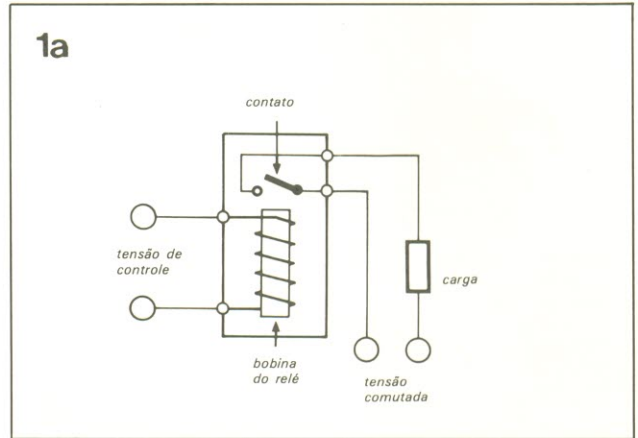 1a
contato
tensão de
controle
carga
bobina
do relé
tensão
comutada